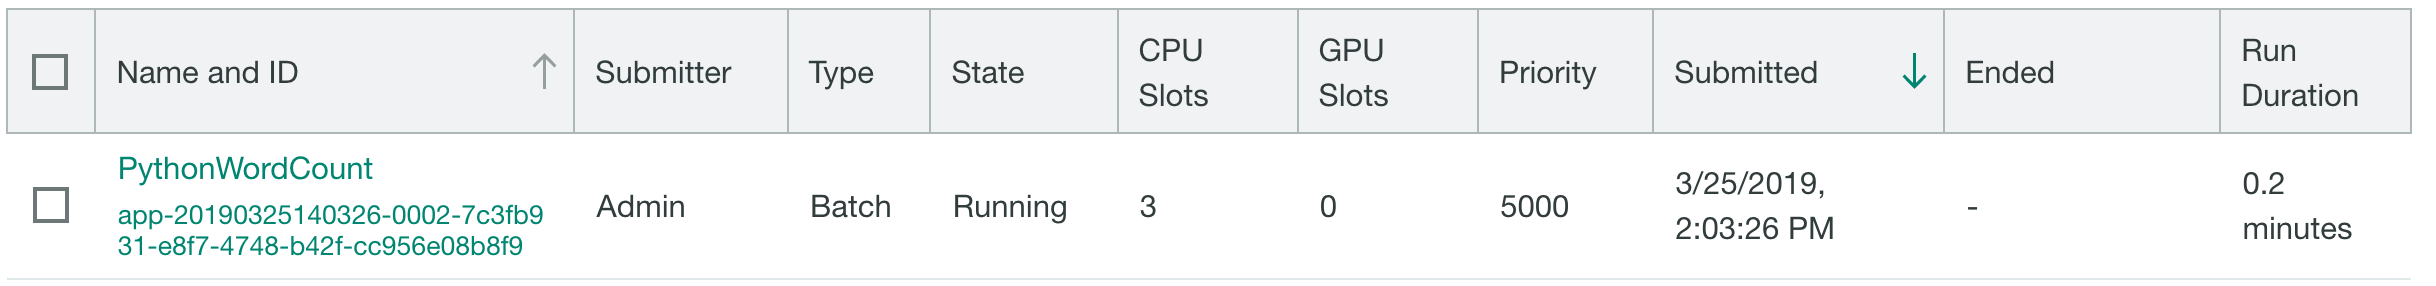 Name and ID
Submitter
Type
State
CPU
Slots
GPU
Slots
Priority
Submitted
Ended
Run
Duration
PythonWordCount
app-20190325140326-0002-7c3fb9
31-e8f7-4748-b42f-cc956e08b8f9
Admin
Batch
Running
3
0
5000
3/25/2019,
2:03:26 PM
-
0.2
minutes